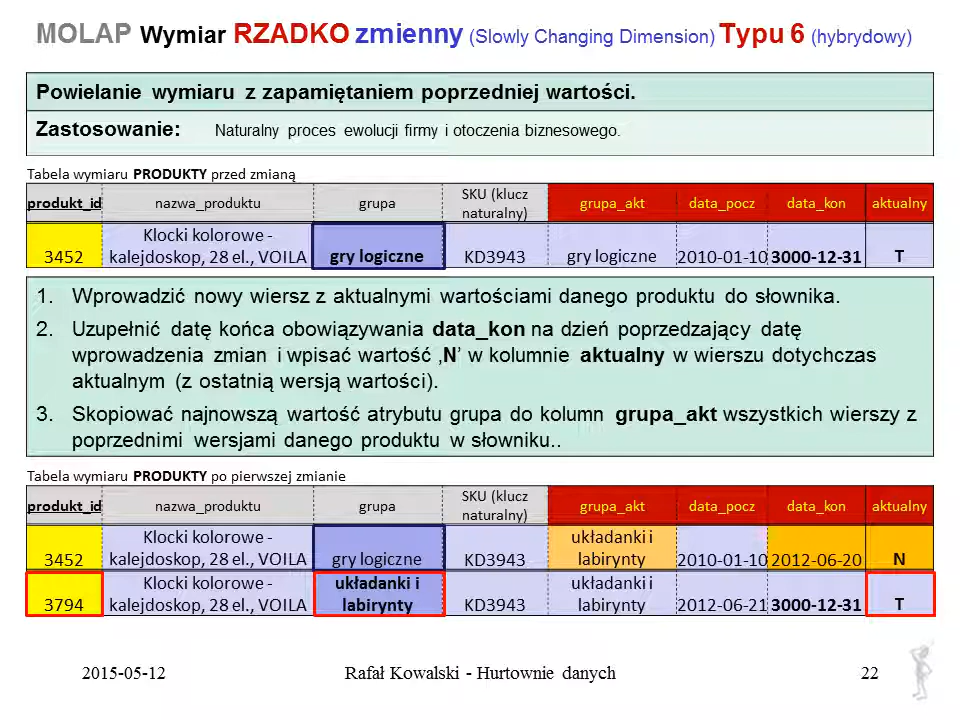 MOLAP Wymiar RZADKO zmienny (Slowly Changing Dimension) Typu 6 (hybrydowy)
Powielanie wymiaru z zapamiętaniem poprzedniej wartości.
Zastosowanie: Naturalny proces ewolucji firmy i otoczenia biznesowego.
Tabela wymiaru PRODUKTY przed zmianą
produkt_id nazwa_produktu grupa SKU (klucz naturalny) grupa_akt data_pocz data_kon aktualny
3452 Klocki kolorowe - kalejdoskop, 28 el., VOILA gry logiczne KD3943 gry logiczne 2010-01-10 3000-12-31 T
1. Wprowadzić nowy wiersz z aktualnymi wartościami danego produktu do słownika.
2. Uzupełnić datę końca obowiązywania data_kon na dzień poprzedzający datę
wprowadzenia zmian i wpisać wartość ‚N’ w kolumnie aktualny w wierszu dotychczas
aktualnym (z ostatnią wersją wartości).
3. Skopiować najnowszą wartość atrybutu grupa do kolumn grupa_akt wszystkich wierszy z
poprzednimi wersjami danego produktu w słowniku..
Tabela wymiaru PRODUKTY po pierwszej zmianie
produkt_id nazwa_produktu grupa SKU (klucz naturalny) grupa_akt data_pocz data_kon aktualny
3452 Klocki kolorowe - kalejdoskop, 28 el., VOILA gry logiczne KD3943 układanki i labirynty 2010-01-10 2012-06-20 N
3794 Klocki kolorowe - kalejdoskop, 28 el., VOILA układanki i labirynty KD3943 układanki i labirynty 2012-06-21 3000-12-31 T
2015-05-12 Rafał Kowalski - Hurtownie danych 22